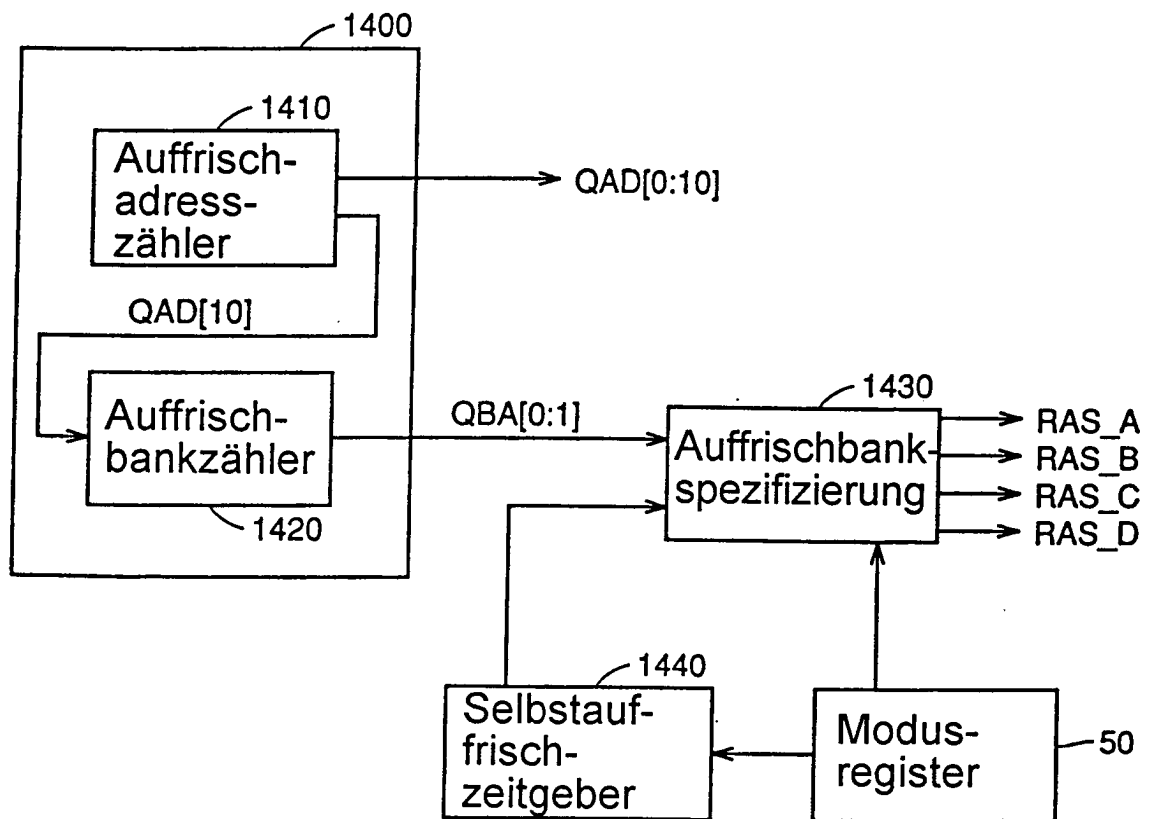 1400
1410
Auffrisch-
adress-
zähler
QAD[0:10]
QAD[10]
Auffrisch-
bankzähler
1420
QBA[0:1]
1430
Auffrischbank-
spezifizierung
RAS_A
RAS_B
RAS_C
RAS_D
1440
Selbstauf-
frisch-
zeitgeber
Modus-
register
50